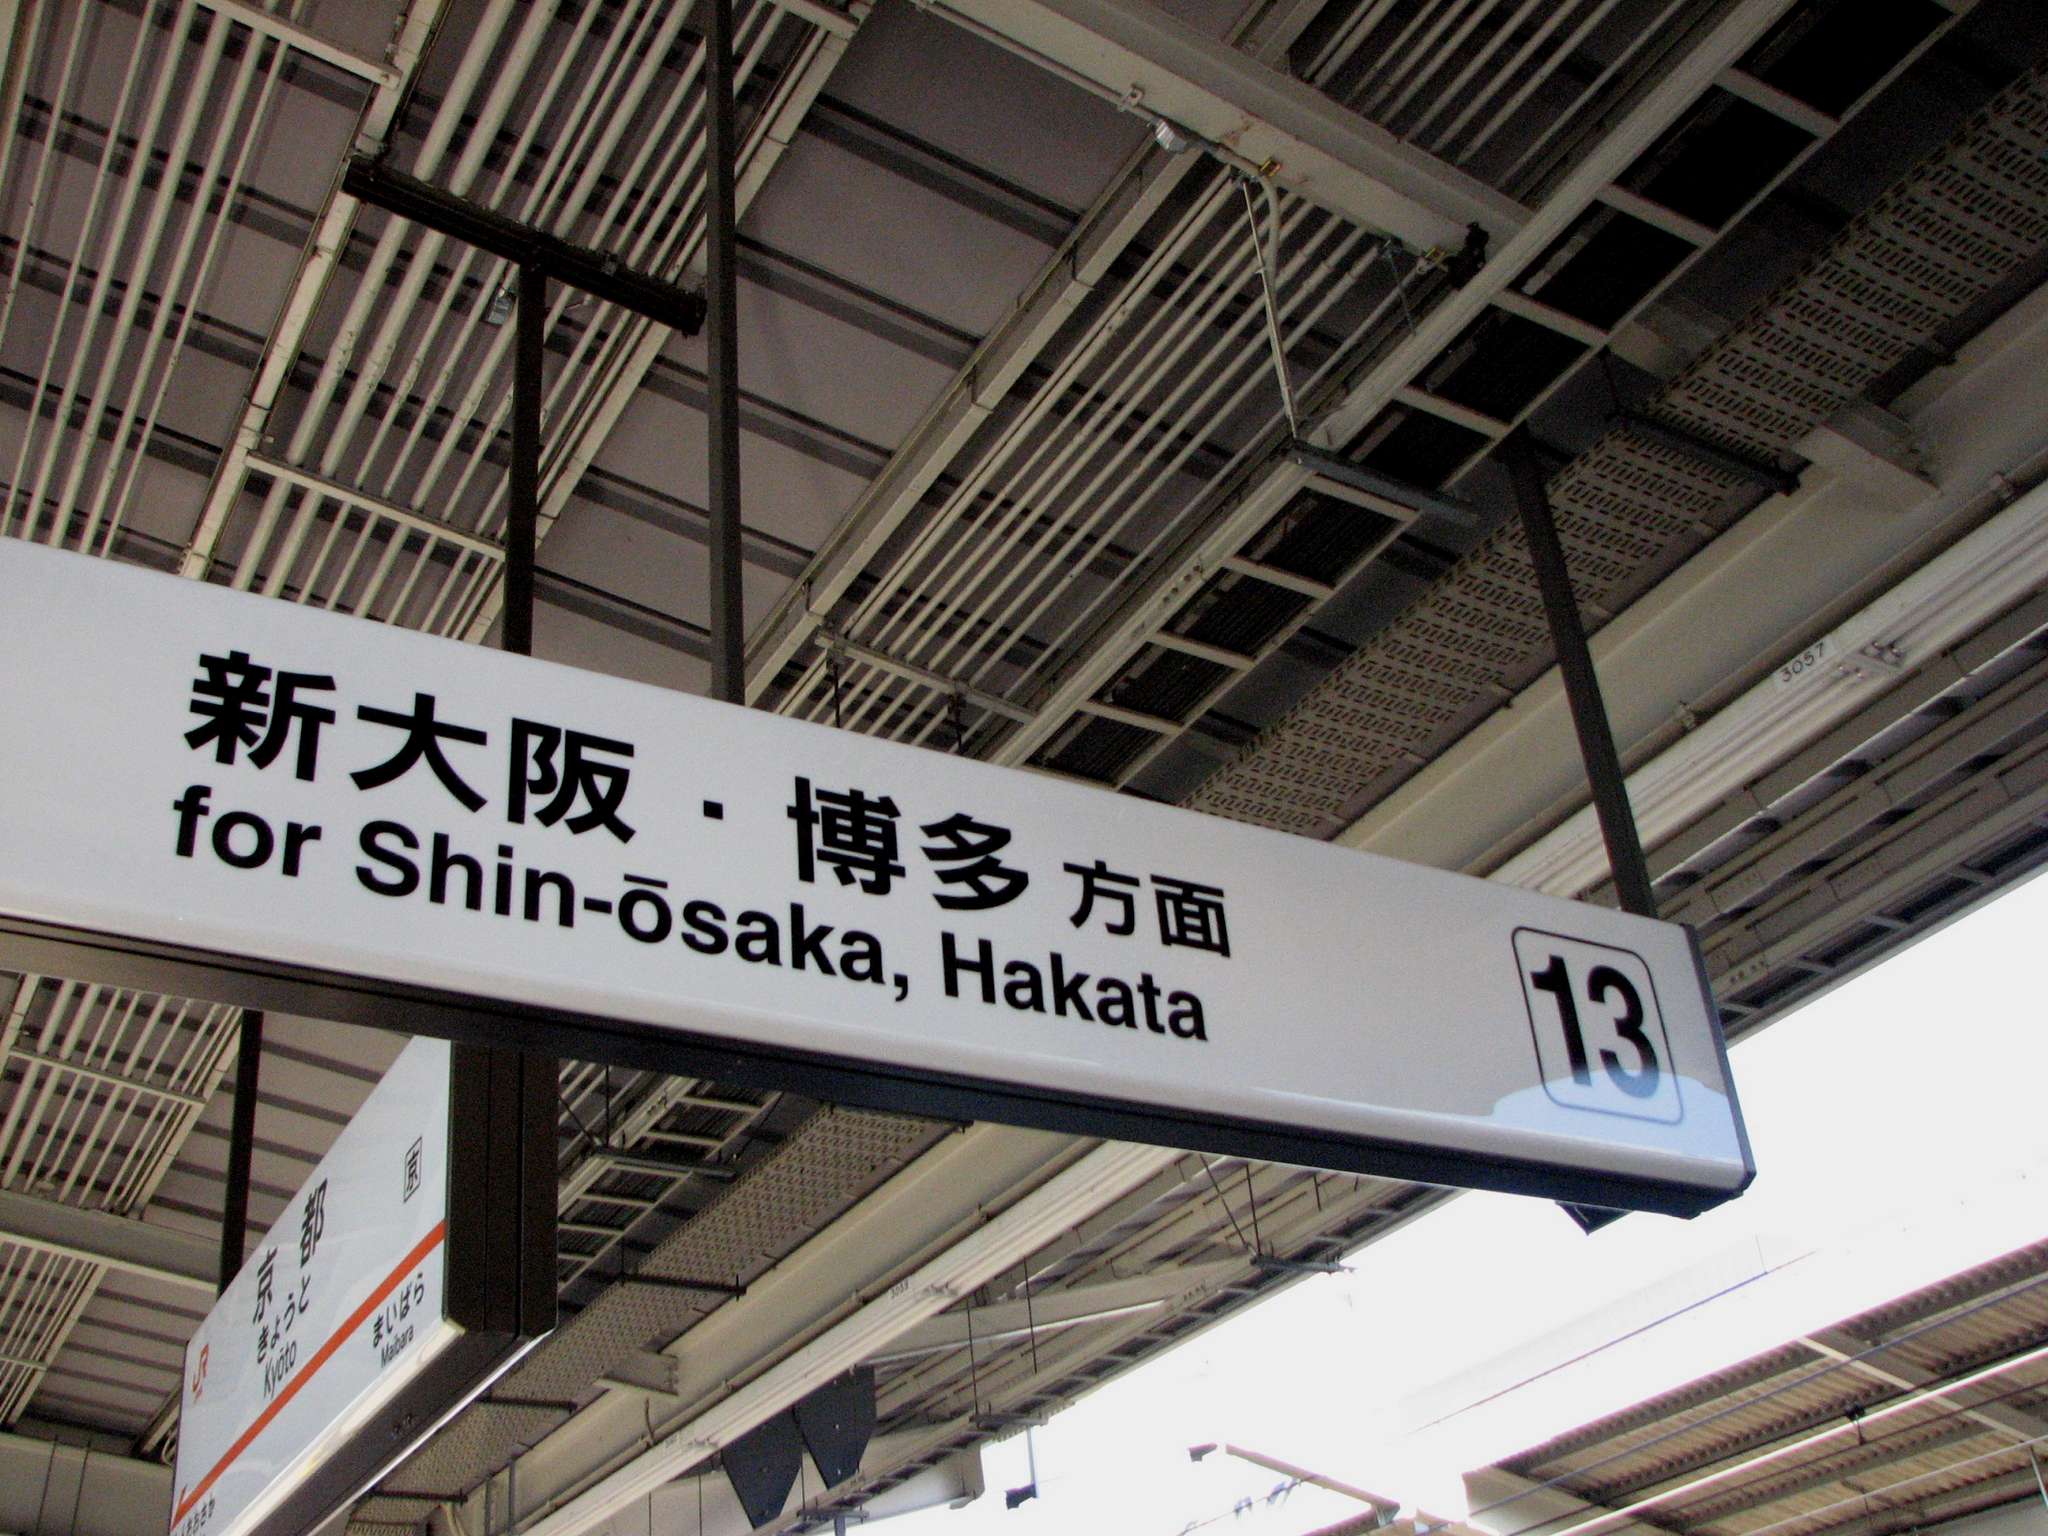 新大阪・博多方面
for Shin-ōsaka, Hakata
13
3057
京
京都
きょうと
Kyōto
まいばら
Maibara
JR